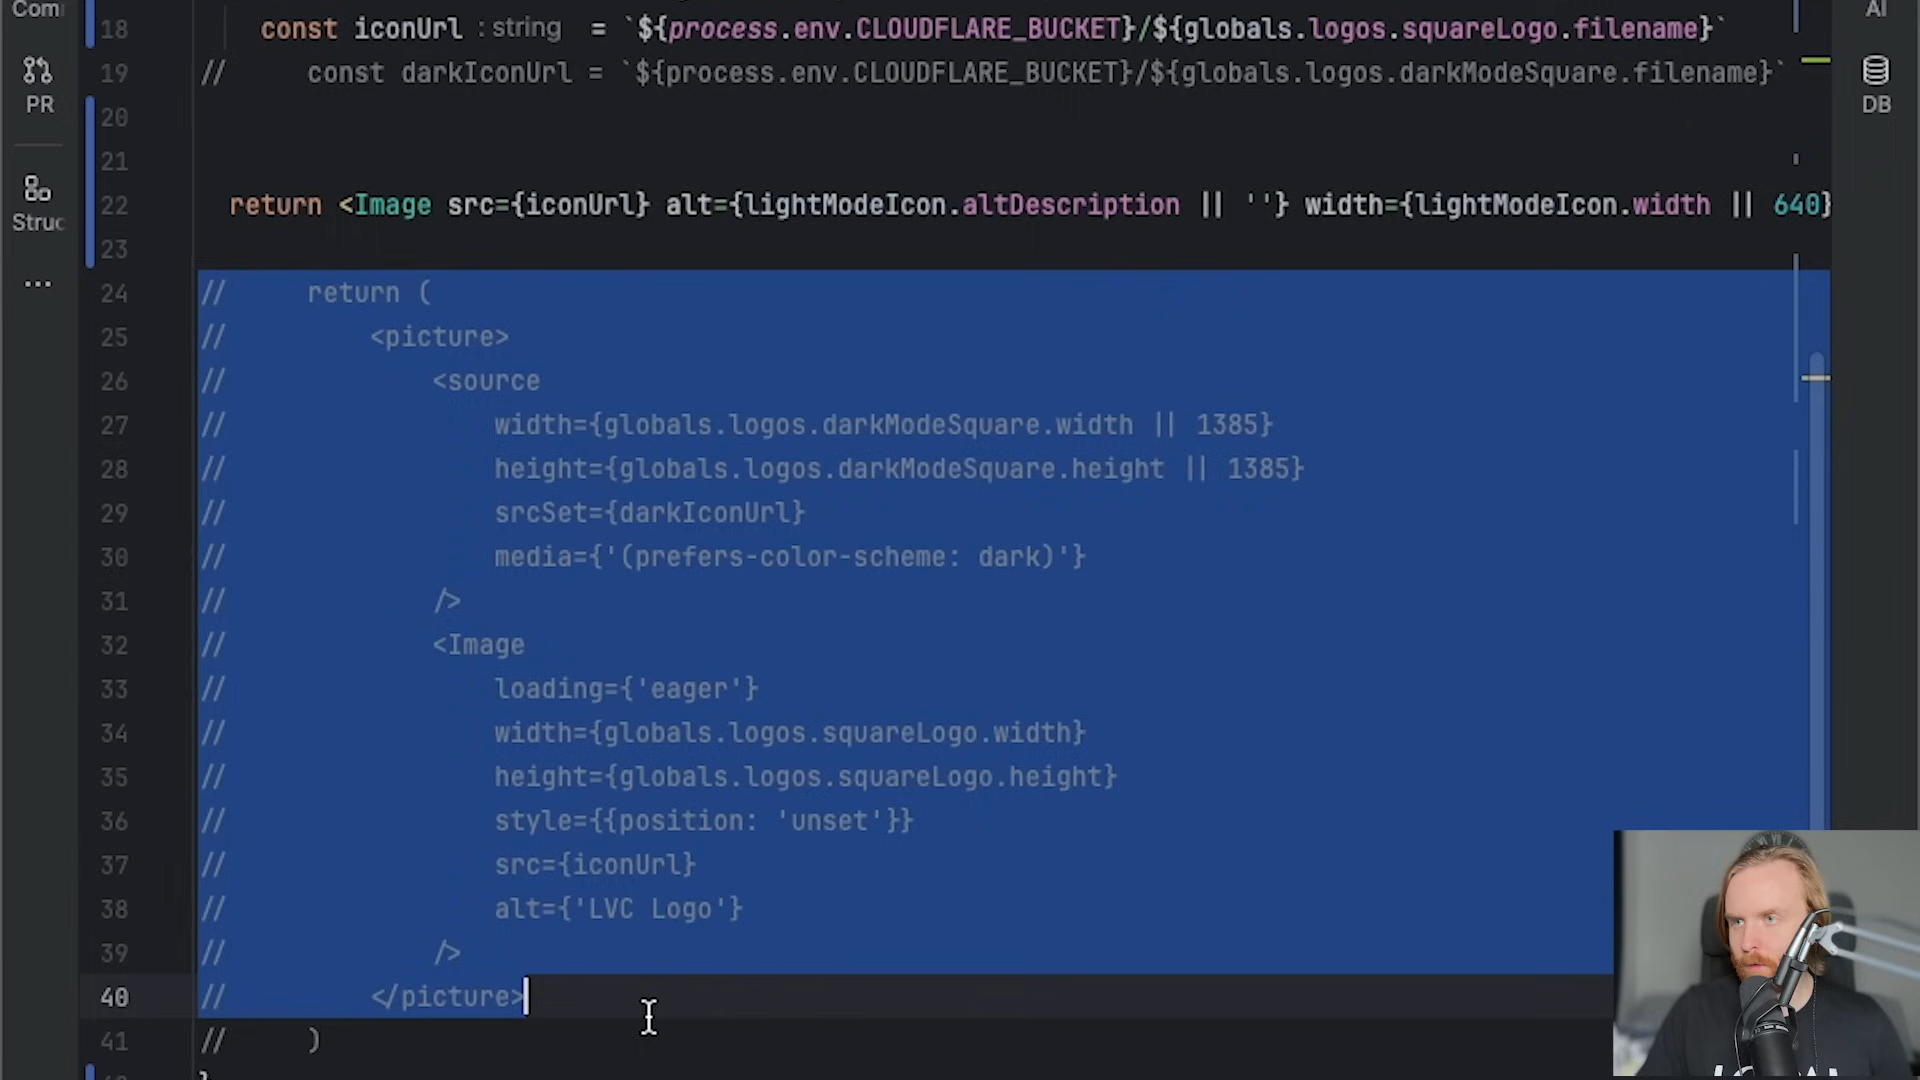 Com
PR
Struc
...
AI
DB
18 const iconUrl : string = `${process.env.CLOUDFLARE_BUCKET}/${globals.logos.squareLogo.filename}`
19 // const darkIconUrl = `${process.env.CLOUDFLARE_BUCKET}/${globals.logos.darkModeSquare.filename}`
20
21
22 return <Image src={iconUrl} alt={lightModeIcon.altDescription || ''} width={lightModeIcon.width || 640}
23
24 // return (
25 // <picture>
26 // <source
27 // width={globals.logos.darkModeSquare.width || 1385}
28 // height={globals.logos.darkModeSquare.height || 1385}
29 // srcSet={darkIconUrl}
30 // media={'(prefers-color-scheme: dark)'}
31 // />
32 // <Image
33 // loading={'eager'}
34 // width={globals.logos.squareLogo.width}
35 // height={globals.logos.squareLogo.height}
36 // style={{position: 'unset'}}
37 // src={iconUrl}
38 // alt={'LVC Logo'}
39 // />
40 // </picture>
41 // )